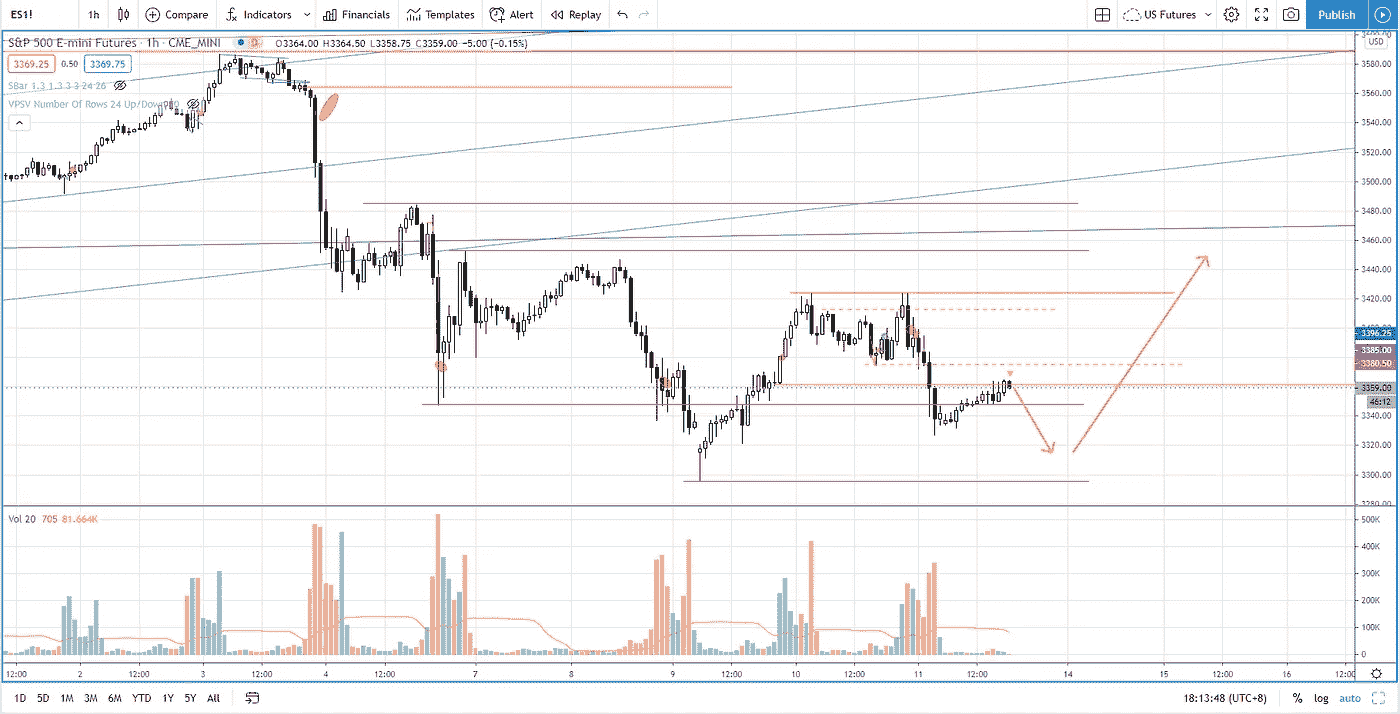 ES1! 1h Compare Indicators Financials Templates Alert Replay US Futures Publish
S&P 500 E-mini Futures · 1h · CME_MINI O3364.00 H3364.50 L3358.75 C3359.00 −5.00 (−0.15%)
USD
3369.25 0.50 3369.75
SBar 1.3 1.3 3 3 24 26
VPSV Number Of Rows 24 Up/Down
3580.00
3560.00
3540.00
3520.00
3500.00
3480.00
3460.00
3440.00
3420.00
3396.25
3385.00
3380.50
3359.00
46:12
3340.00
3320.00
3300.00
3280.00
Vol 20 705 81.664K
500K
400K
300K
200K
100K
0
12:00 2 12:00 3 12:00 4 12:00 7 8 9 12:00 10 12:00 11 12:00 14 15 12:00 16
1D 5D 1M 3M 6M YTD 1Y 5Y All 18:13:48 (UTC+8) % log auto